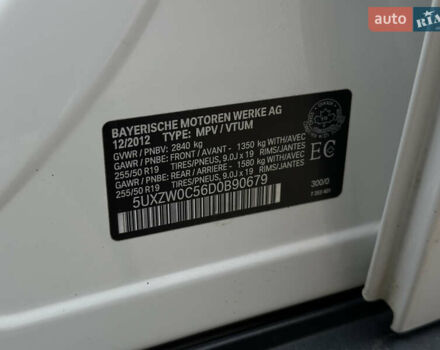 auto RIA
BAYERISCHE MOTOREN WERKE AG
12/2012 TYPE: MPV / VTUM
GVWR / PNBV: 2840 kg
GAWR / PNBE: FRONT / AVANT - 1350 kg WITH/AVEC
255/50 R19 TIRES/PNEUS, 9.0J x 19 RIMS/JANTES
GAWR / PNBE: REAR / ARRIERE - 1580 kg WITH/AVEC
255/50 R19 TIRES/PNEUS, 9.0J x 19 RIMS/JANTES
5UXZW0C56D0B90679
EC
300/0